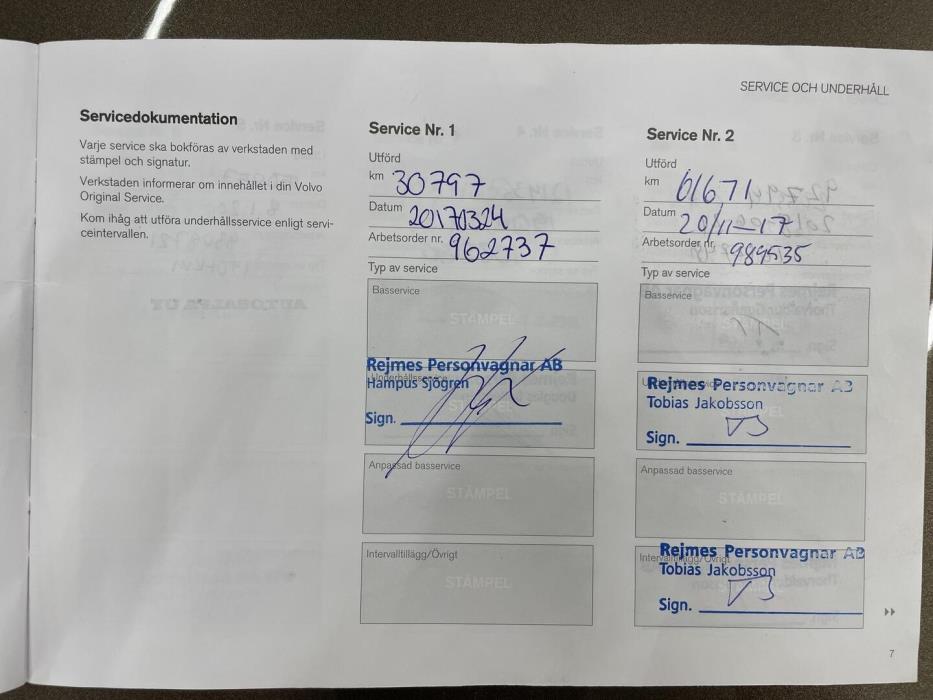 SERVICE OCH UNDERHÅLL
Servicedokumentation
Varje service ska bokföras av verkstaden med
stämpel och signatur.
Verkstaden informerar om innehållet i din Volvo
Original Service.
Kom ihåg att utföra underhållsservice enligt servi-
ceintervallen.
Service Nr. 1
Utförd
km 30797
Datum 20170324
Arbetsorder nr. 962737
Typ av service
Basservice
STÄMPEL
Rejmes Personvagnar AB
Underhållsservice
Hampus Sjögren
Sign.
Anpassad basservice
STÄMPEL
Intervalltillägg/Övrigt
STÄMPEL
Service Nr. 2
Utförd
km 61671
Datum 20/11-17
Arbetsorder nr. 989535
Typ av service
Basservice
STÄMPEL
Rejmes Personvagnar AB
Tobias Jakobsson
Sign.
Anpassad basservice
STÄMPEL
Rejmes Personvagnar AB
Intervalltillägg/Övrigt
Tobias Jakobsson
Sign.
7